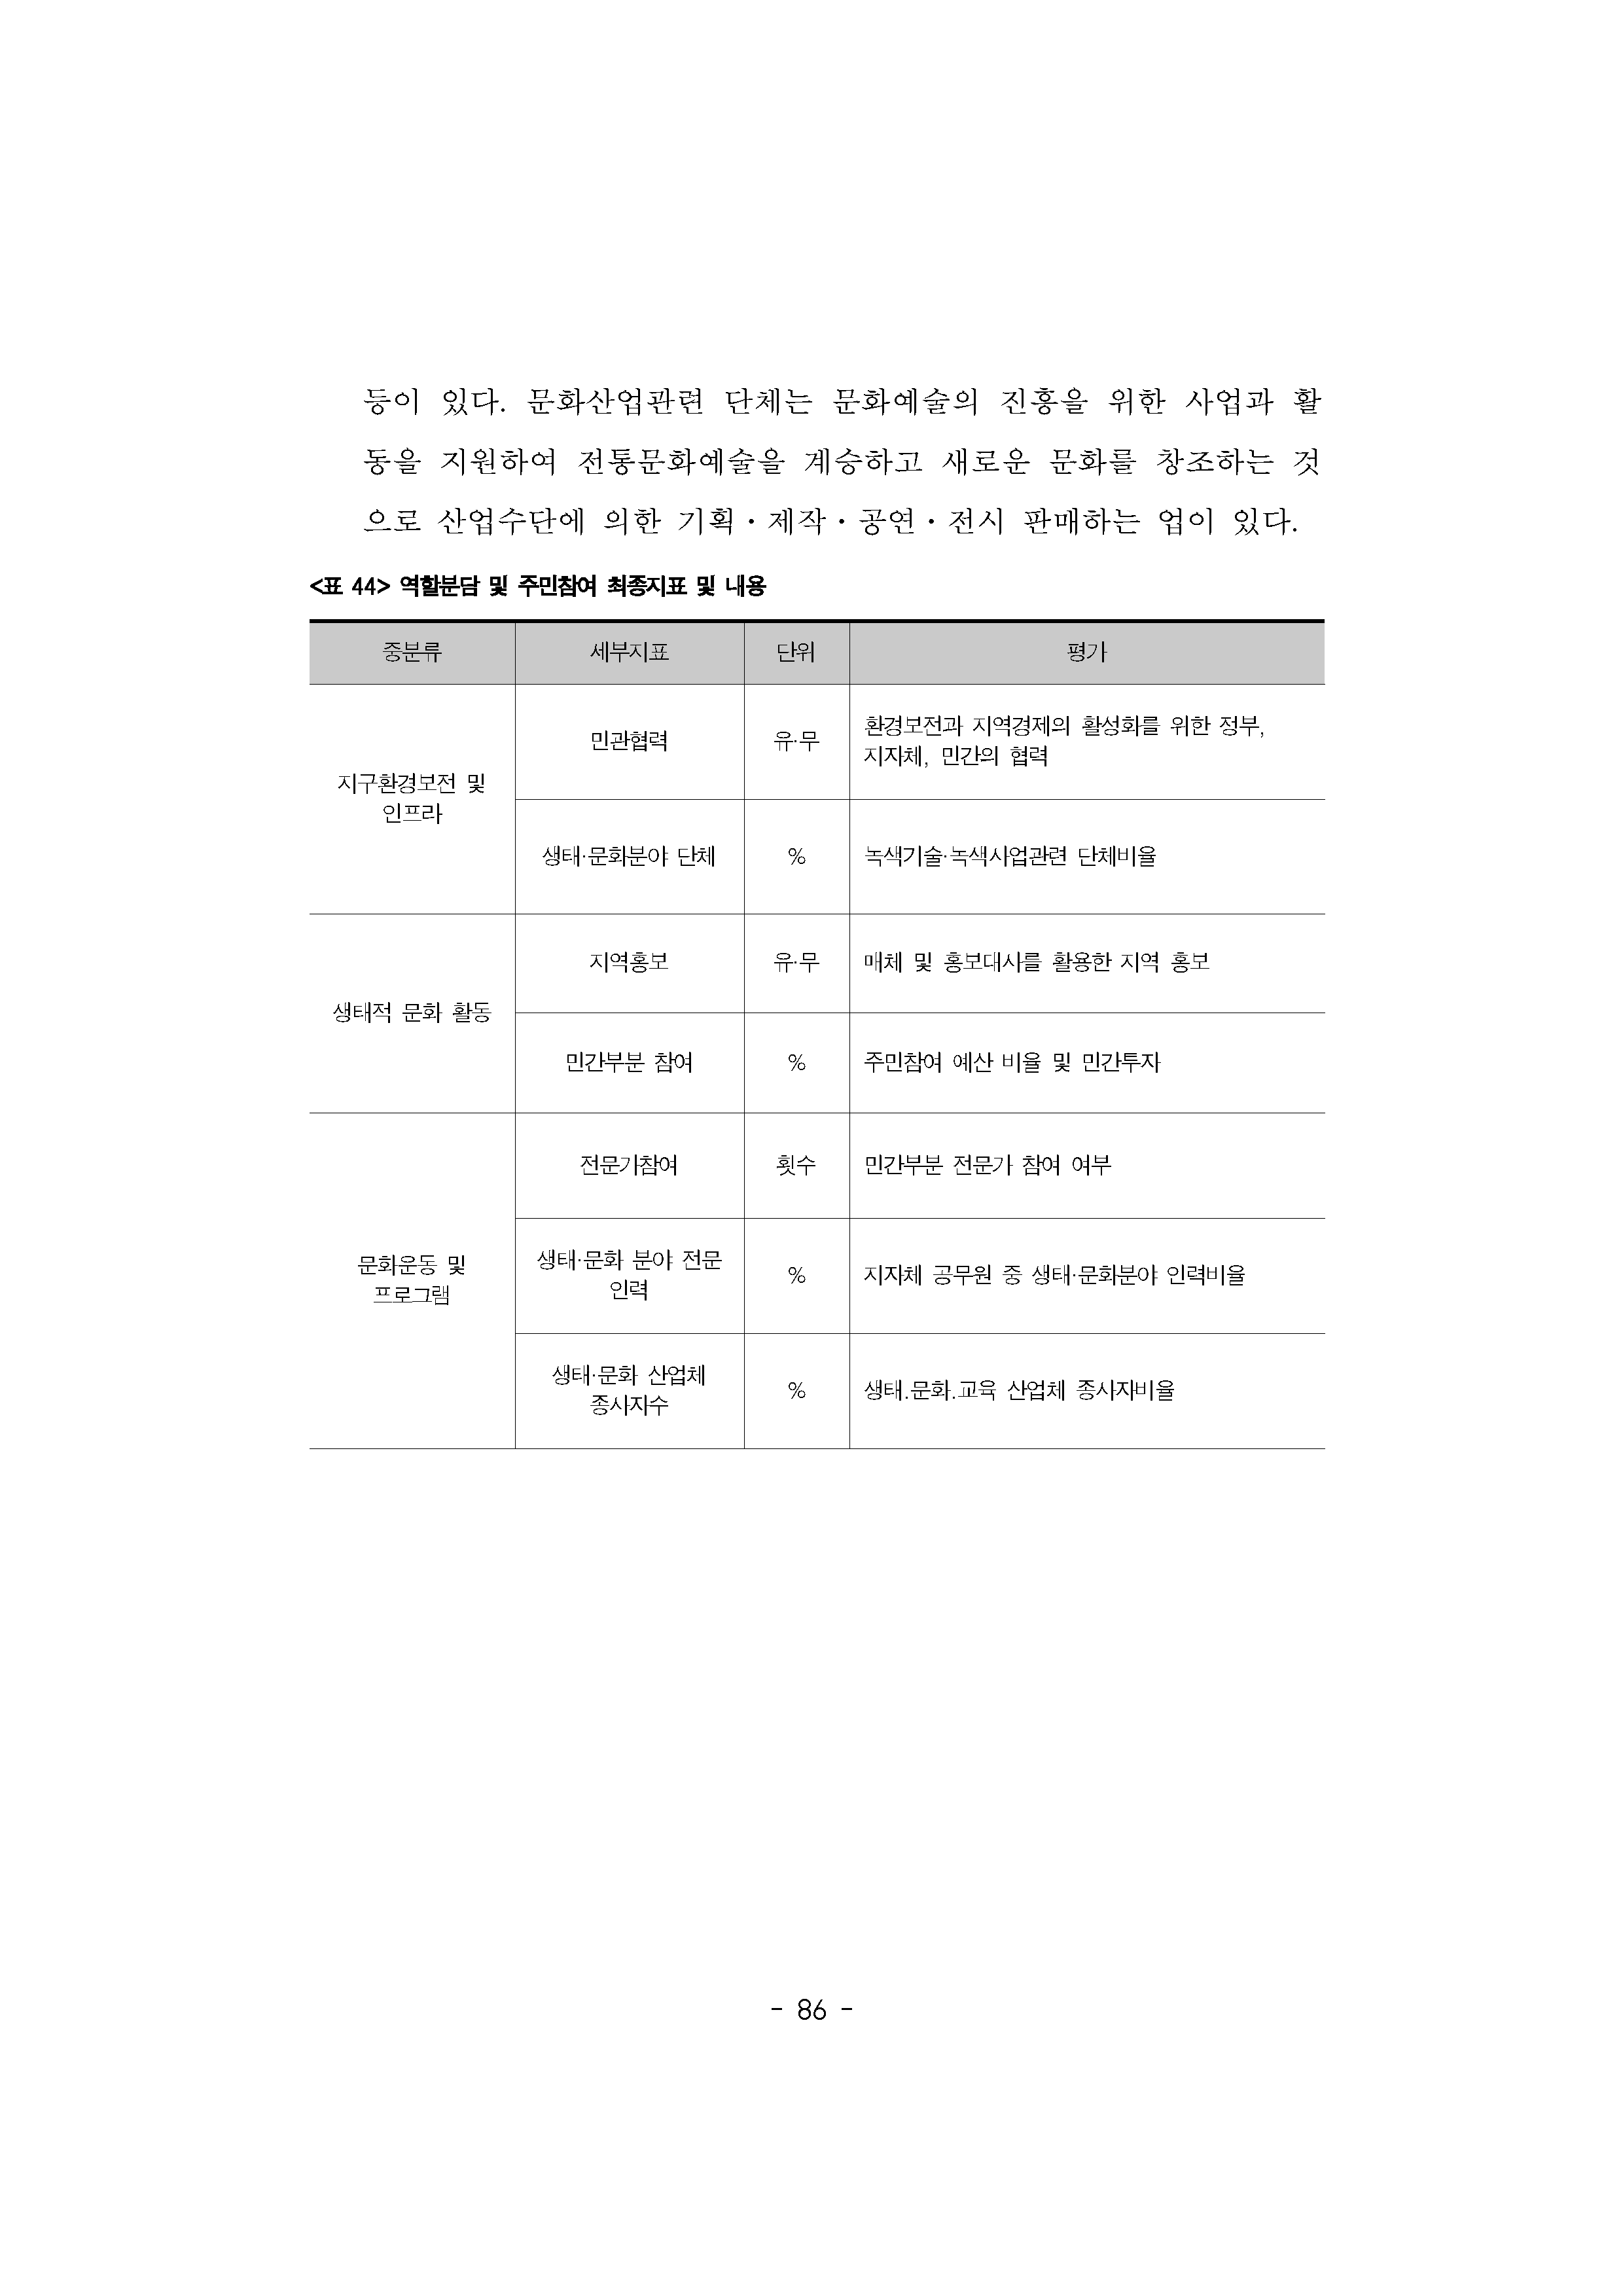 등이 있다. 문화산업관련 단체는 문화예술의 진흥을 위한 사업과 활
동을 지원하여 전통문화예술을 계승하고 새로운 문화를 창조하는 것
으로 산업수단에 의한 기획・제작・공연・전시 판매하는 업이 있다.
<표 44> 역할분담 및 주민참여 최종지표 및 내용
중분류 세부지표 단위 평가
지구환경보전 및
인프라
민관협력 유·무 환경보전과 지역경제의 활성화를 위한 정부,
지자체, 민간의 협력
생태·문화분야 단체 % 녹색기술·녹색사업관련 단체비율
생태적 문화 활동
지역홍보 유·무 매체 및 홍보대사를 활용한 지역 홍보
민간부분 참여 % 주민참여 예산 비율 및 민간투자
문화운동 및
프로그램
전문가참여 횟수 민간부분 전문가 참여 여부
생태·문화 분야 전문
인력
% 지자체 공무원 중 생태·문화분야 인력비율
생태·문화 산업체
종사자수
% 생태.문화.교육 산업체 종사자비율
- 86 -